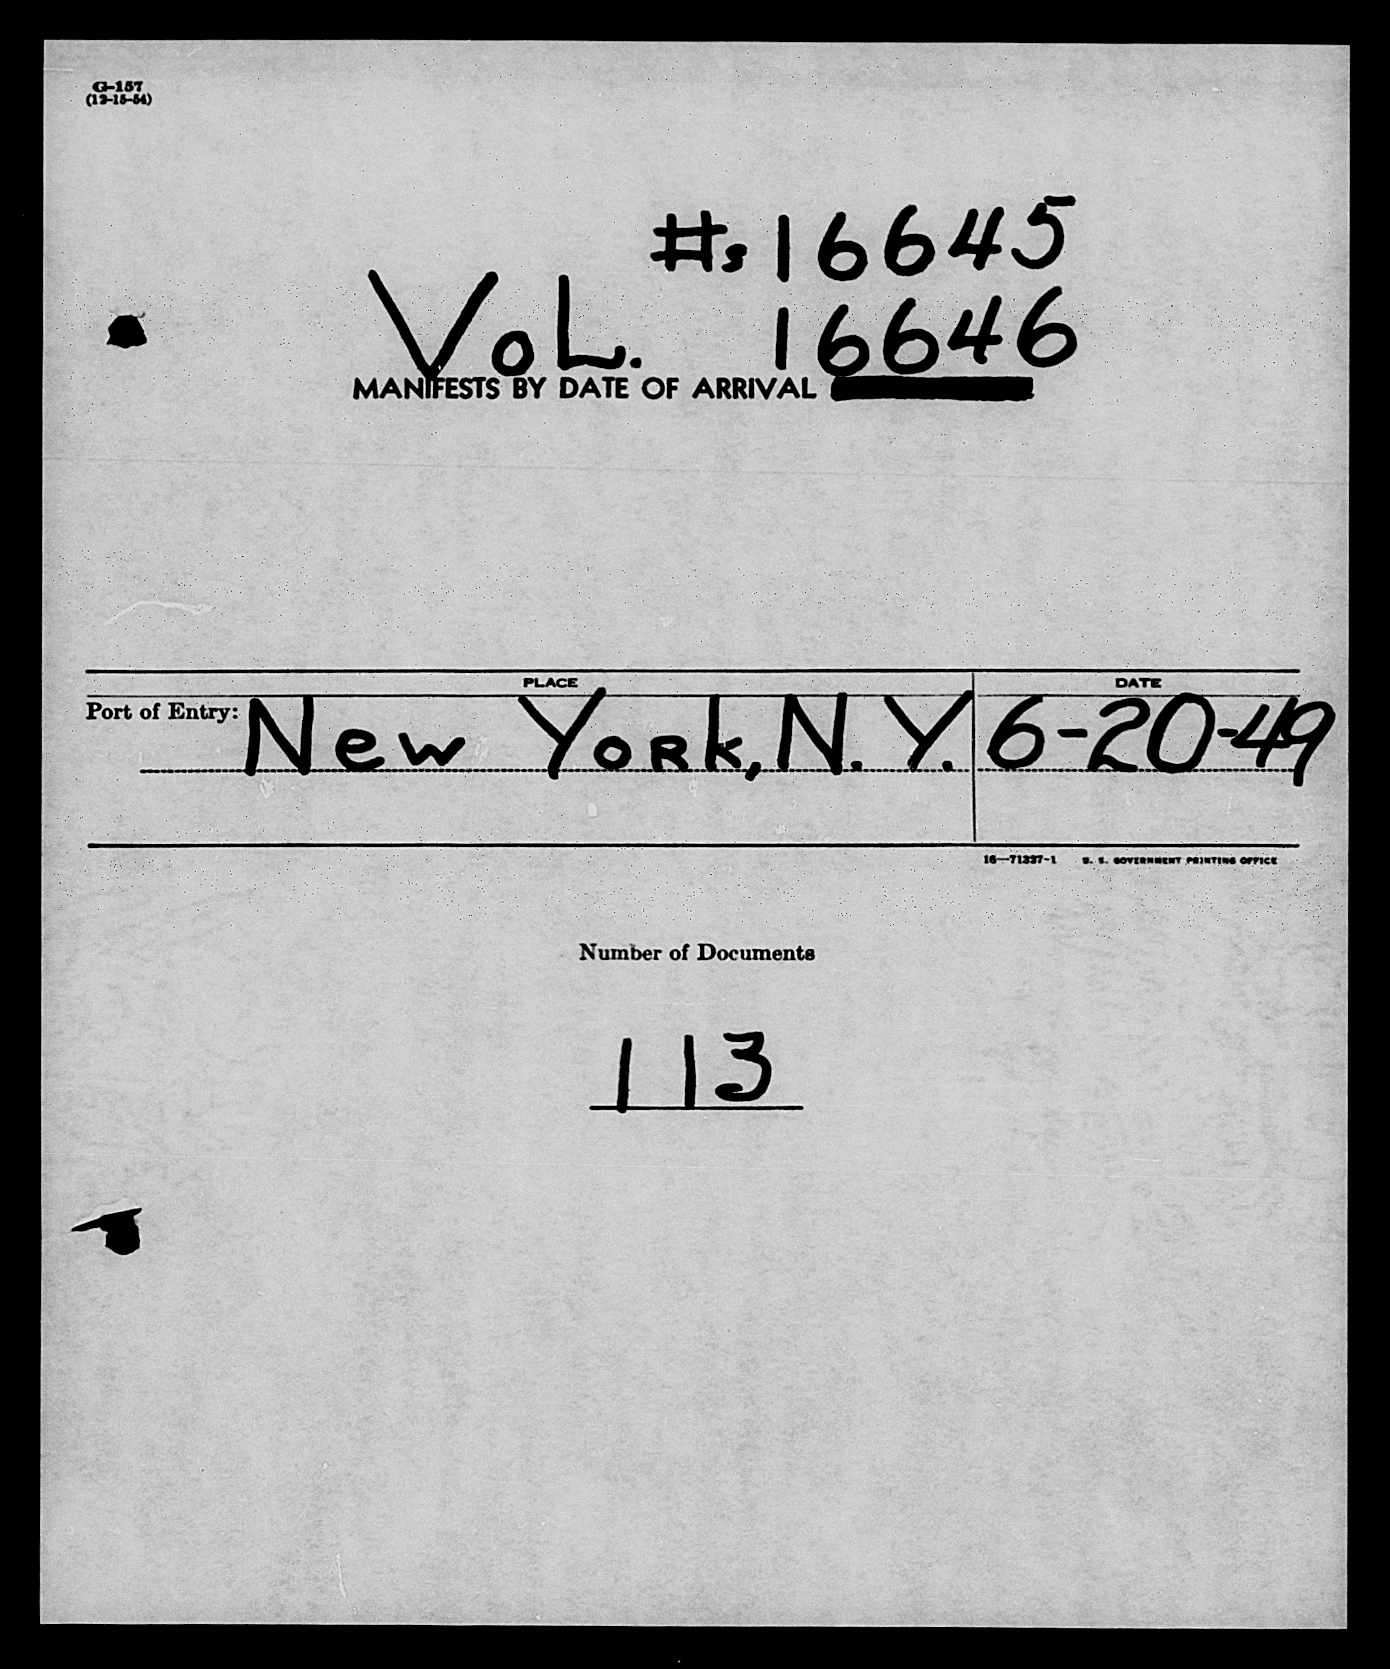 G-157
(12-15-54)
#s 16645
VOL. 16646
MANIFESTS BY DATE OF ARRIVAL
PLACE DATE
Port of Entry: New York, N.Y. 6-20-49
16—71337-1 U. S. GOVERNMENT PRINTING OFFICE
Number of Documents
113